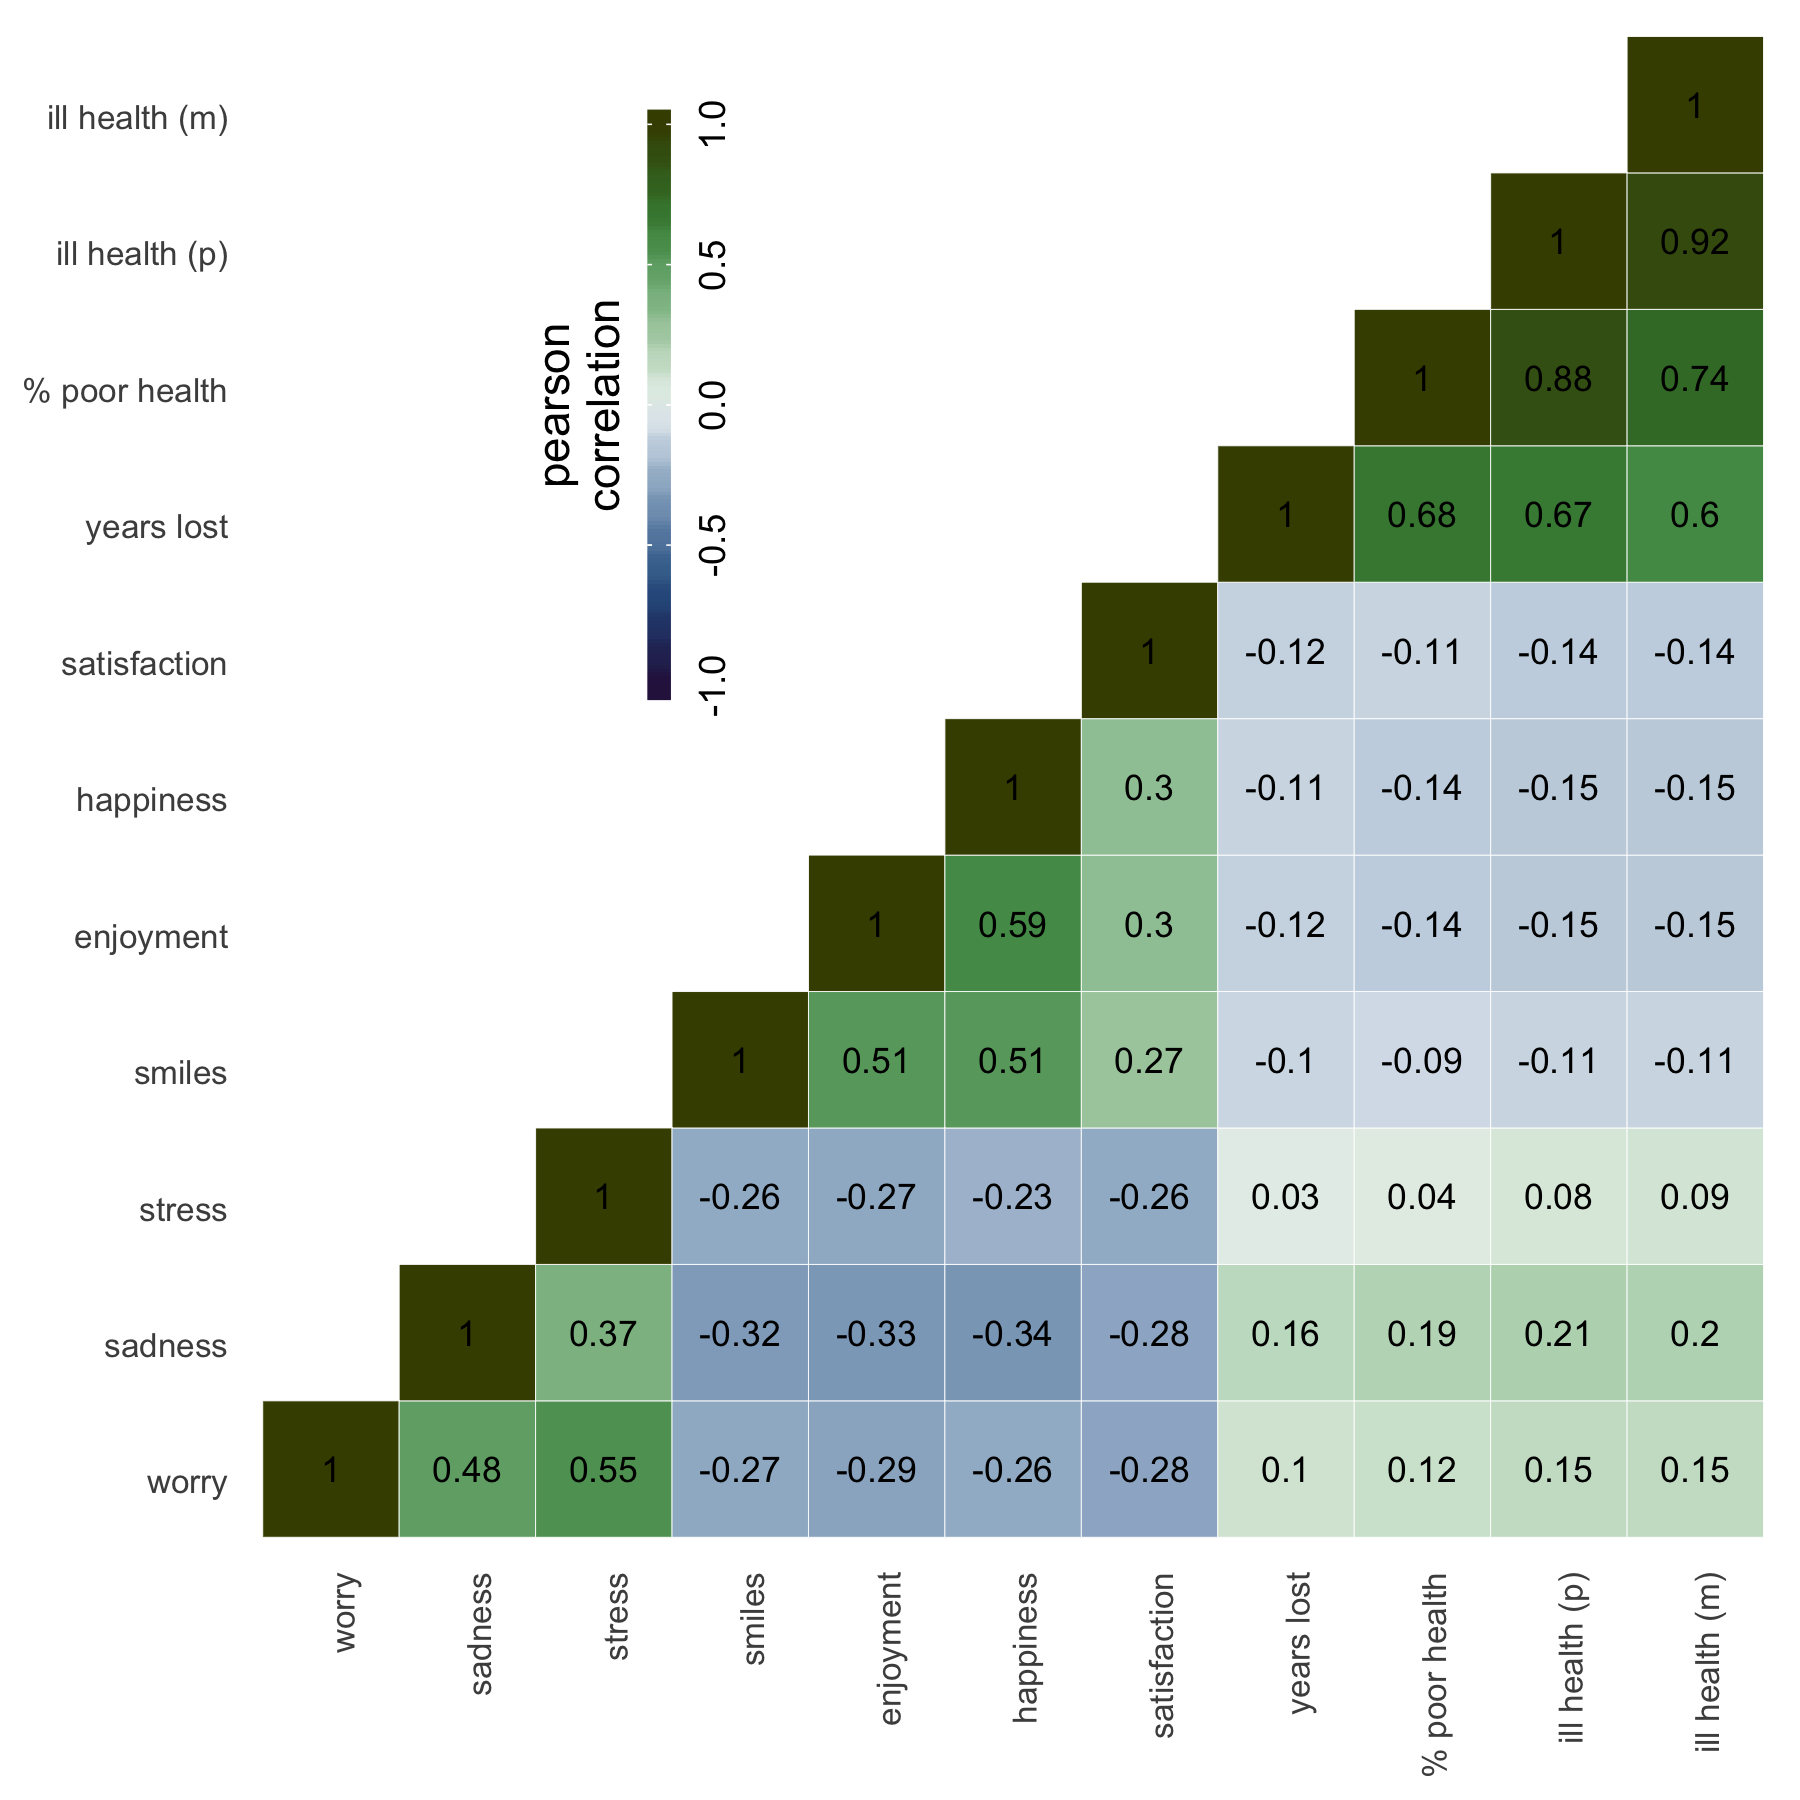 ill health (m)
1
ill health (p)
1 0.92
% poor health
1 0.88 0.74
years lost
1 0.68 0.67 0.6
satisfaction
1 -0.12 -0.11 -0.14 -0.14
happiness
1 0.3 -0.11 -0.14 -0.15 -0.15
enjoyment
1 0.59 0.3 -0.12 -0.14 -0.15 -0.15
smiles
1 0.51 0.51 0.27 -0.1 -0.09 -0.11 -0.11
stress
1 -0.26 -0.27 -0.23 -0.26 0.03 0.04 0.08 0.09
sadness
1 0.37 -0.32 -0.33 -0.34 -0.28 0.16 0.19 0.21 0.2
worry
1 0.48 0.55 -0.27 -0.29 -0.26 -0.28 0.1 0.12 0.15 0.15
worry
sadness
stress
smiles
enjoyment
happiness
satisfaction
years lost
% poor health
ill health (p)
ill health (m)
pearson
correlation
1.0
0.5
0.0
-0.5
-1.0